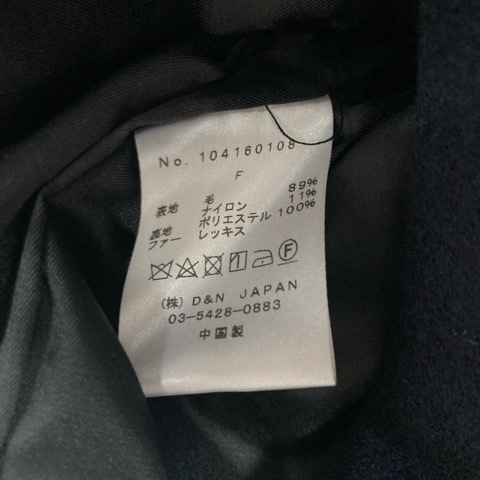 No. 104160108
F
表地 毛 89%
ナイロン 11%
裏地 ポリエステル 100%
ファー レッキス
(株) D&N JAPAN
03-5428-0883
中国製